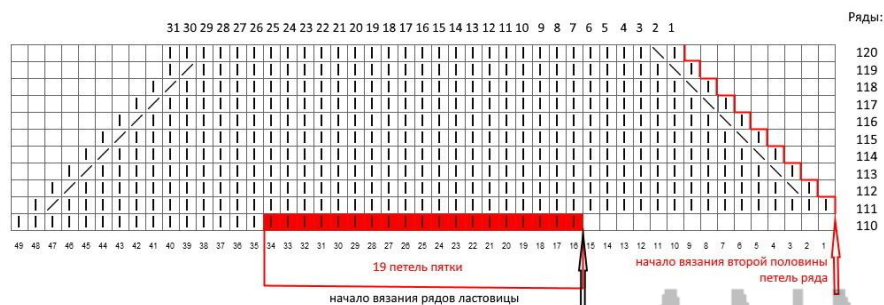 Ряды:
31 30 28 27 26 25 24 23 22 21 20 19 18 17 16 15 14 13 12 11 10 9 8 7 6 5 4 3 2 1
120
119
118
117
116
115
114
113
112
111
110
49 48 47 46 45 44 43 42 41 40 39 38 37 36 35 34 33 32 31 30 29 28 27 26 25 24 23 22 21 20 19 18 17 16 15 14 13 12 11 10 9 8 7 6 5 4 3 2 1
19 петель пятки
начало вязания второй половины
петель ряда
начало вязания рядов ластовицы